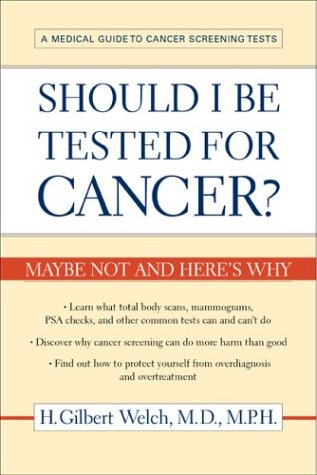 A MEDICAL GUIDE TO CANCER SCREENING TESTS
SHOULD I BE
TESTED FOR
CANCER?
MAYBE NOT AND HERE'S WHY
• Learn what total body scans, mammograms,
PSA checks, and other common tests can and can't do
• Discover why cancer screening can do more harm than good
• Find out how to protect yourself from overdiagnosis
and overtreatment
H. Gilbert Welch, M.D., M.P.H.